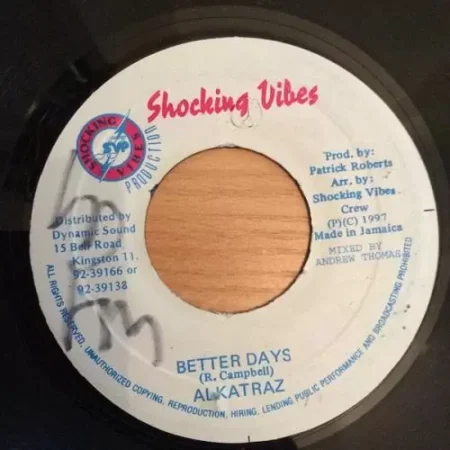 Shocking Vibes
SHOCKING VIBES
SVP
PRODUCTION
Prod. by:
Patrick Roberts
Arr. by:
Shocking Vibes
Crew
(P)(C) 1997
Made in Jamaica
MIXED BY
ANDREW THOMAS
Distributed by
Dynamic Sound
15 Bell Road,
Kingston 11.
92-39166 or
92-39138
BETTER DAYS
(R. Campbell)
ALKATRAZ
ALL RIGHTS RESERVED. UNAUTHORIZED COPYING, REPRODUCTION, HIRING, LENDING PUBLIC PERFORMANCE AND BROADCASTING PROHIBITED